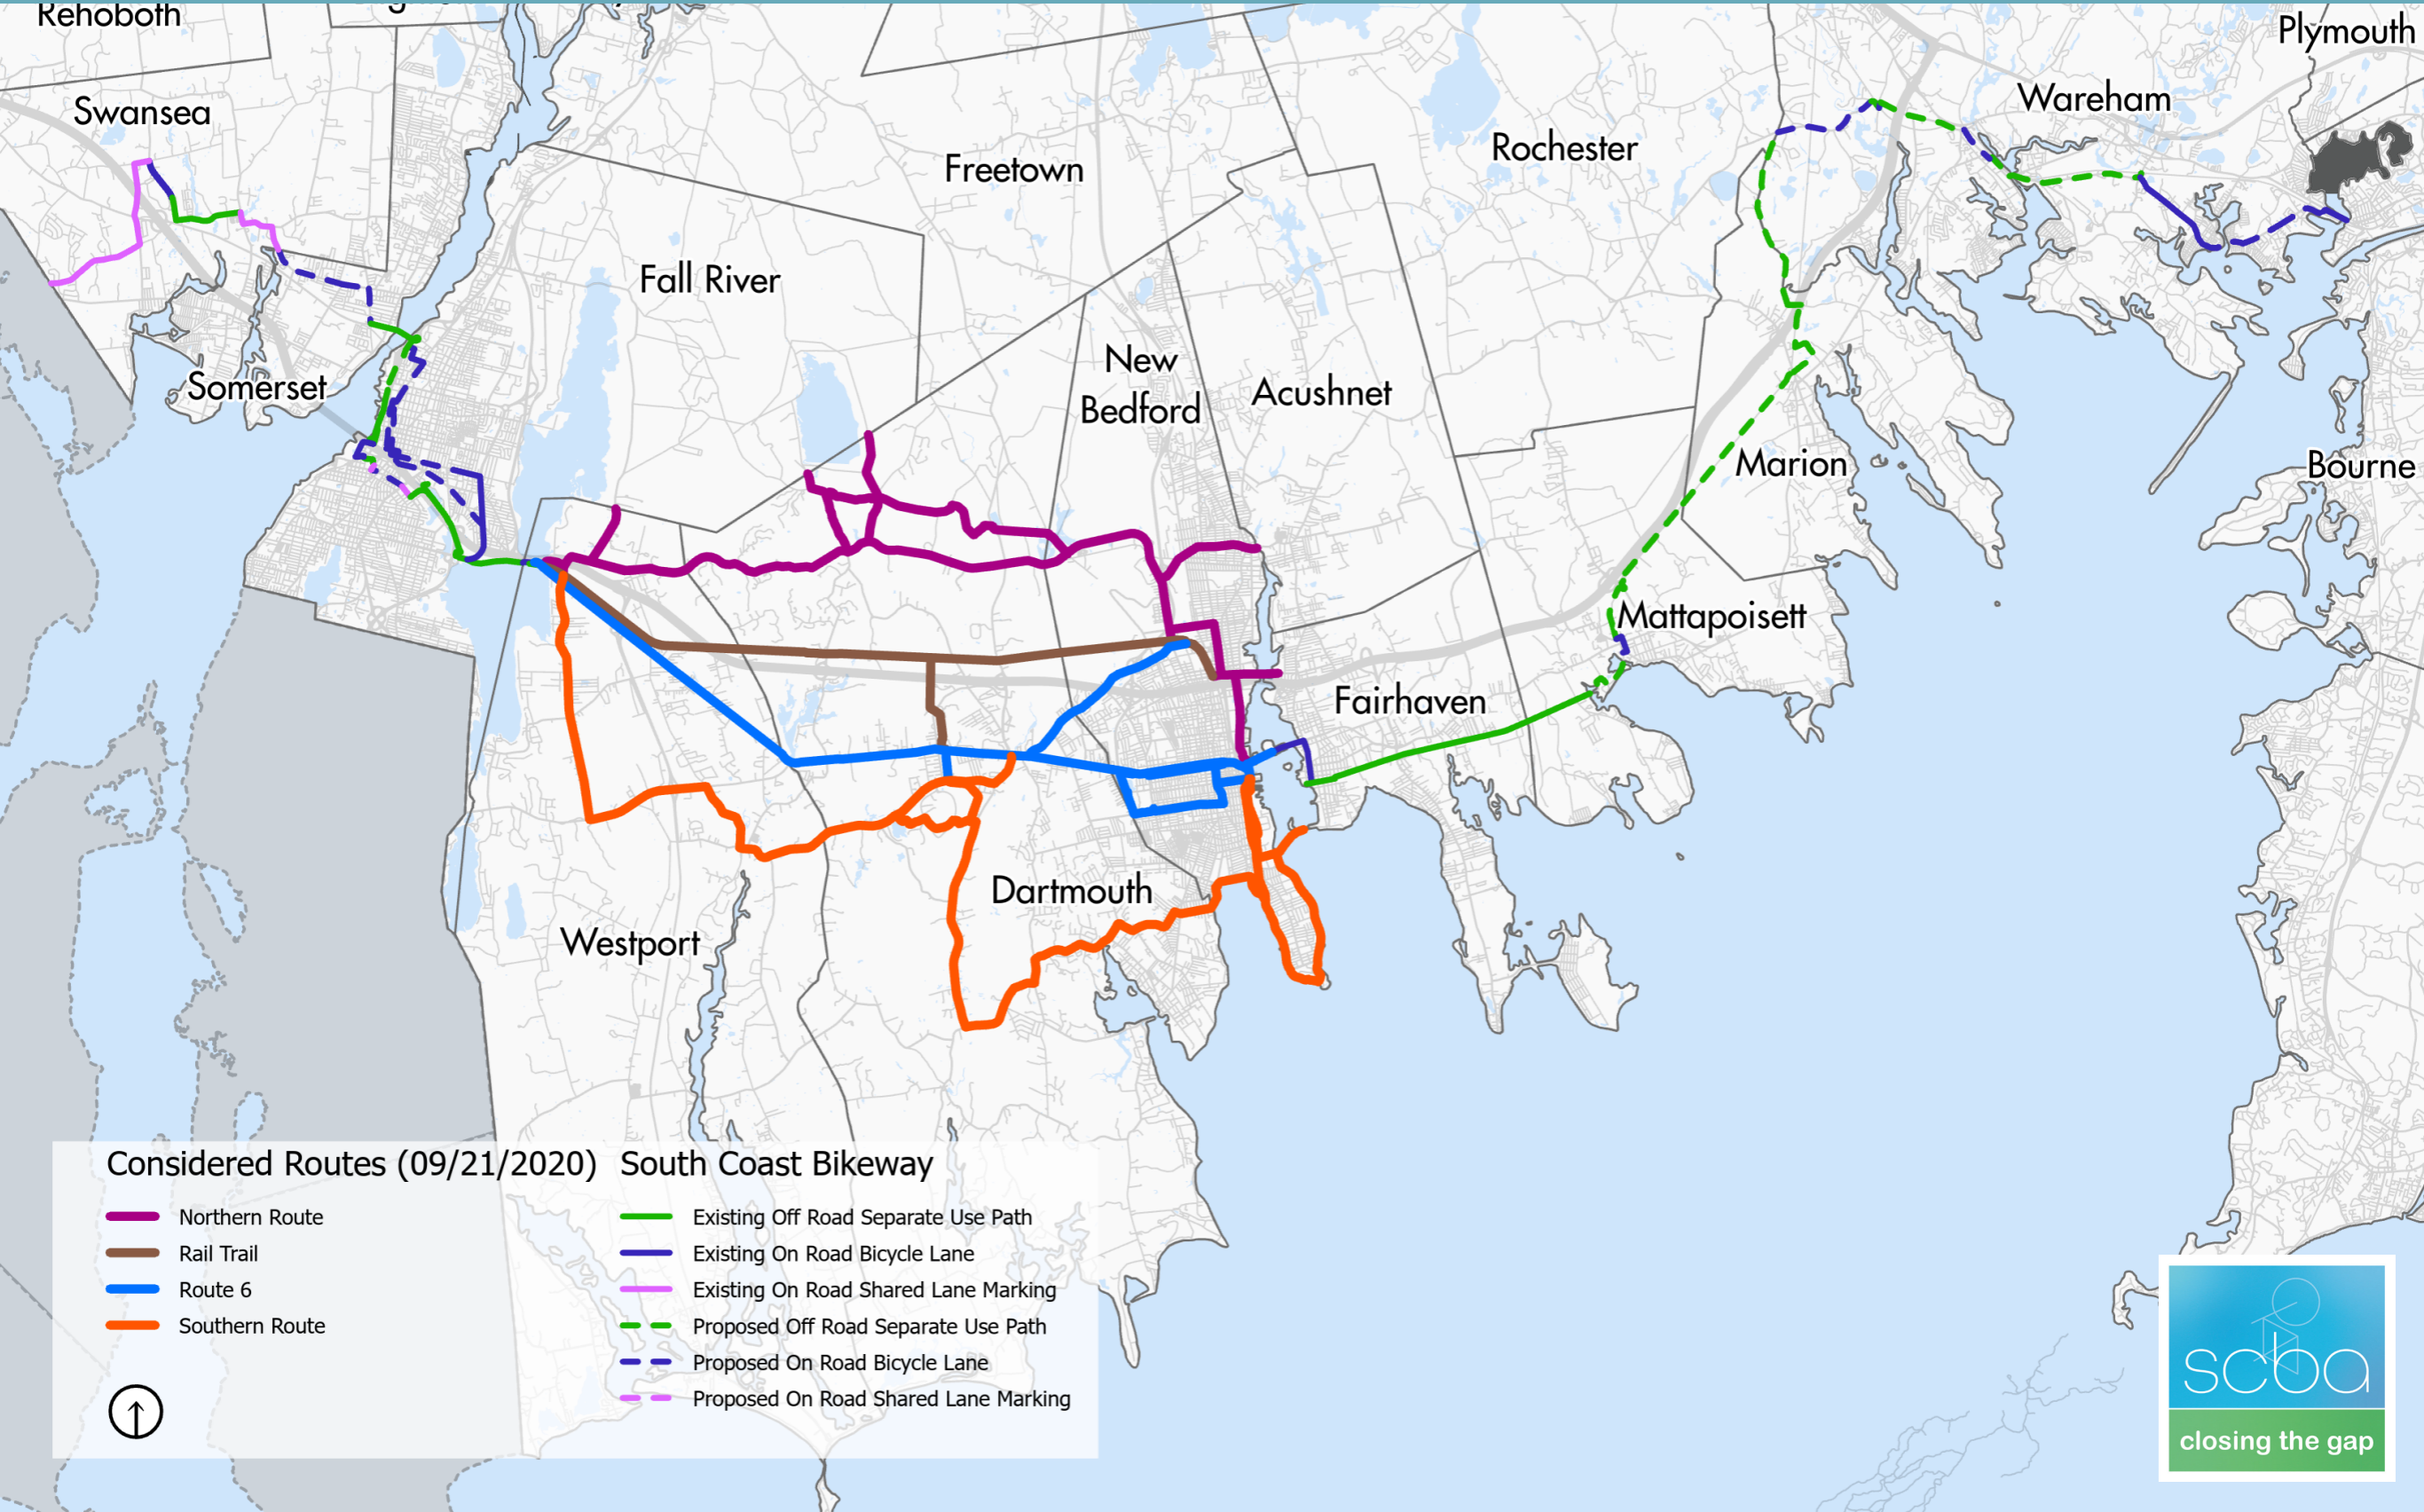 Rehoboth
Plymouth
Swansea
Wareham
Freetown
Rochester
Fall River
New
Bedford
Acushnet
Somerset
Marion
Bourne
Mattapoisett
Fairhaven
Dartmouth
Westport
Considered Routes (09/21/2020)
Northern Route
Rail Trail
Route 6
Southern Route
South Coast Bikeway
Existing Off Road Separate Use Path
Existing On Road Bicycle Lane
Existing On Road Shared Lane Marking
Proposed Off Road Separate Use Path
Proposed On Road Bicycle Lane
Proposed On Road Shared Lane Marking
scba
closing the gap